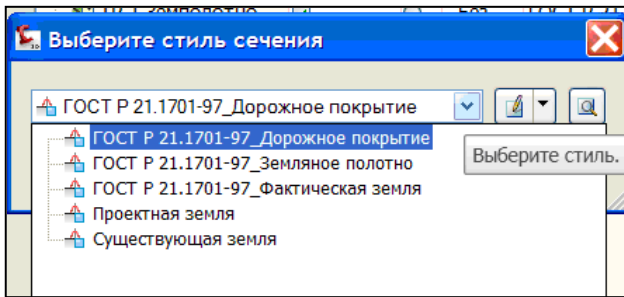 Выберите стиль сечения
ГОСТ Р 21.1701-97_Дорожное покрытие
ГОСТ Р 21.1701-97_Дорожное покрытие
ГОСТ Р 21.1701-97_Земляное полотно
ГОСТ Р 21.1701-97_Фактическая земля
Проектная земля
Существующая земля
Выберите стиль.